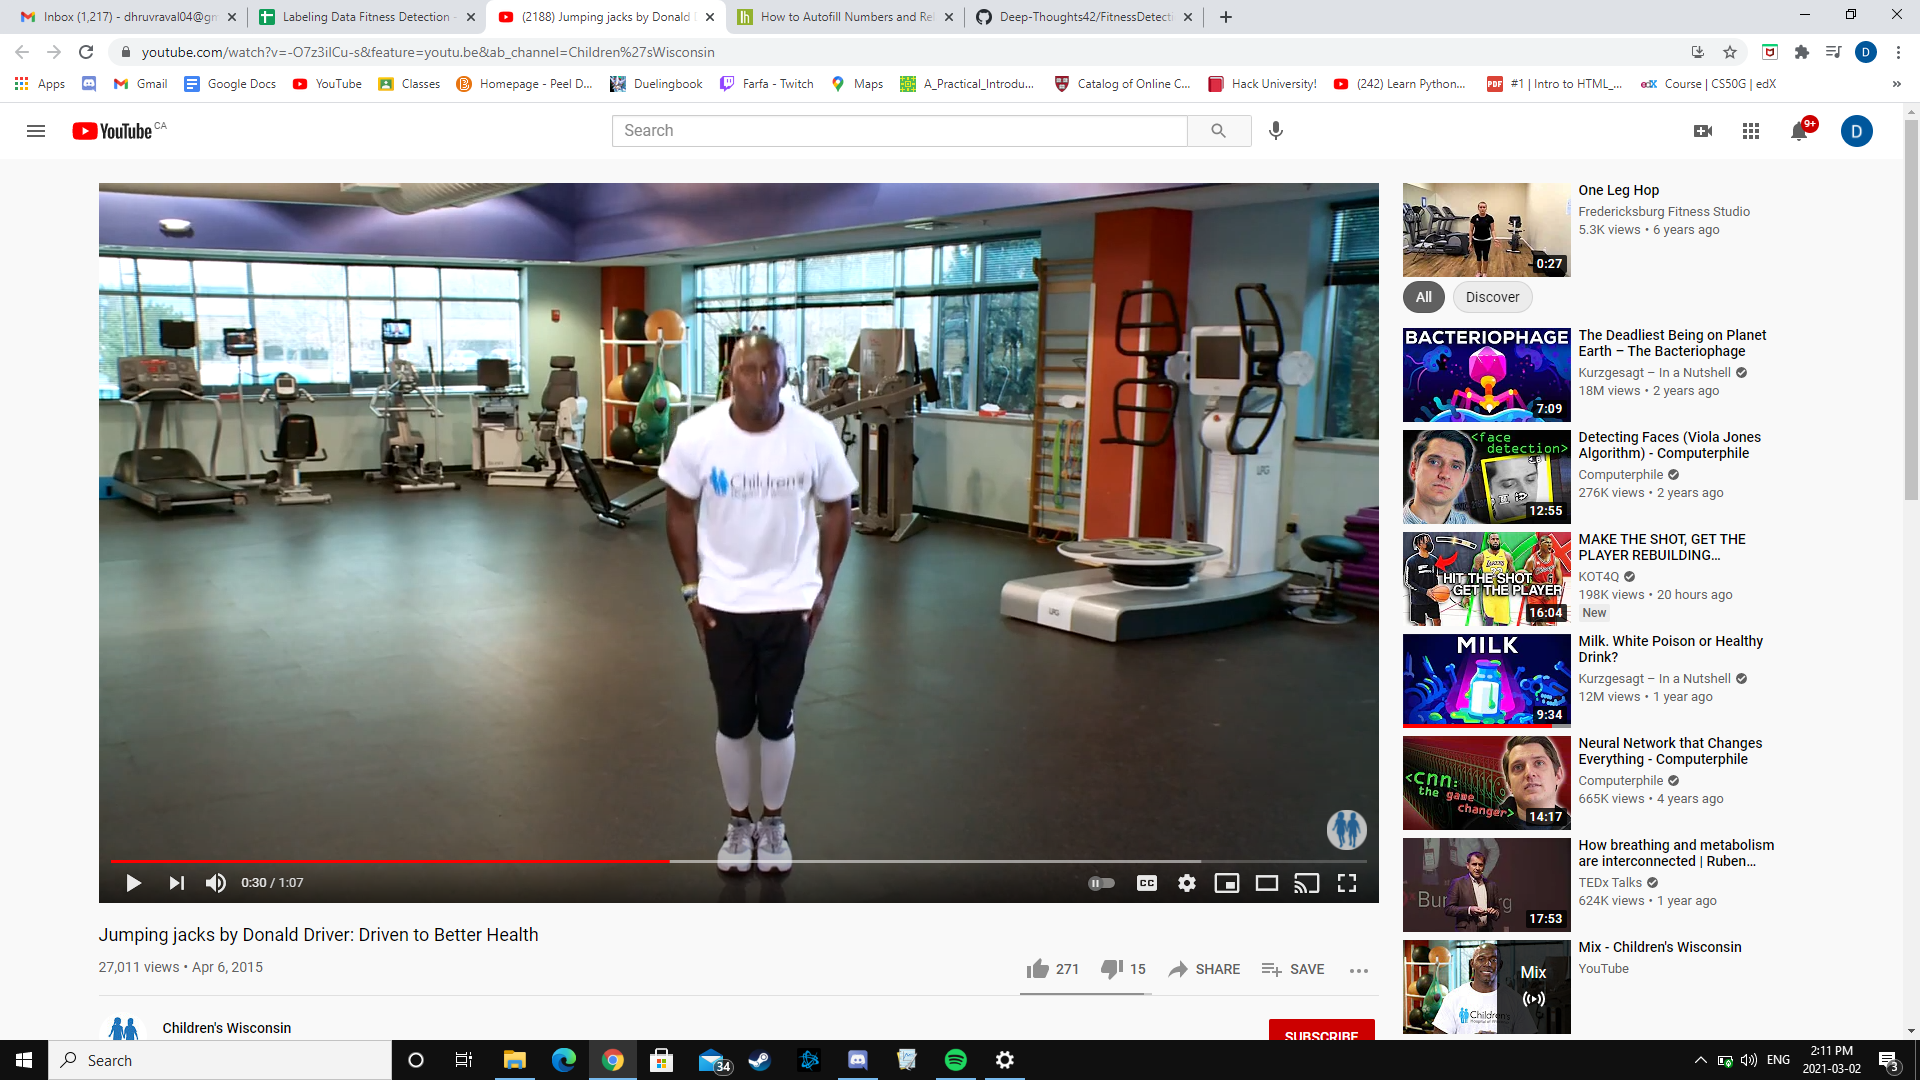 Inbox (1,217) - dhruvraval04@gm
Labeling Data Fitness Detection -
(2188) Jumping jacks by Donald
How to Autofill Numbers and Re
Deep-Thoughts42/FitnessDetecti
youtube.com/watch?v=-O7z3ilCu-s&feature=youtu.be&ab_channel=Children%27sWisconsin
D
Apps
Gmail
Google Docs
YouTube
Classes
Homepage - Peel D...
Duelingbook
Farfa - Twitch
Maps
A_Practical_Introdu...
Catalog of Online C...
Hack University!
(242) Learn Python...
#1 | Intro to HTML_...
Course | CS50G | edX
YouTube CA
Search
9+
D
Children's
0:30 / 1:07
CC
Jumping jacks by Donald Driver: Driven to Better Health
27,011 views • Apr 6, 2015
271
15
SHARE
SAVE
Children's Wisconsin
SUBSCRIBE
One Leg Hop
Fredericksburg Fitness Studio
5.3K views • 6 years ago
0:27
All
Discover
BACTERIOPHAGE
7:09
The Deadliest Being on Planet
Earth – The Bacteriophage
Kurzgesagt – In a Nutshell
18M views • 2 years ago
<face
detection>
12:55
Detecting Faces (Viola Jones
Algorithm) - Computerphile
Computerphile
276K views • 2 years ago
HIT THE SHOT
GET THE PLAYER
16:04
MAKE THE SHOT, GET THE
PLAYER REBUILDING...
KOT4Q
198K views • 20 hours ago
New
MILK
9:34
Milk. White Poison or Healthy
Drink?
Kurzgesagt – In a Nutshell
12M views • 1 year ago
<cnn:
the game
changer>
14:17
Neural Network that Changes
Everything - Computerphile
Computerphile
665K views • 4 years ago
17:53
How breathing and metabolism
are interconnected | Ruben...
TEDx Talks
624K views • 1 year ago
Mix
Children's
Mix - Children's Wisconsin
YouTube
Search
34
ENG
2:11 PM
2021-03-02
3